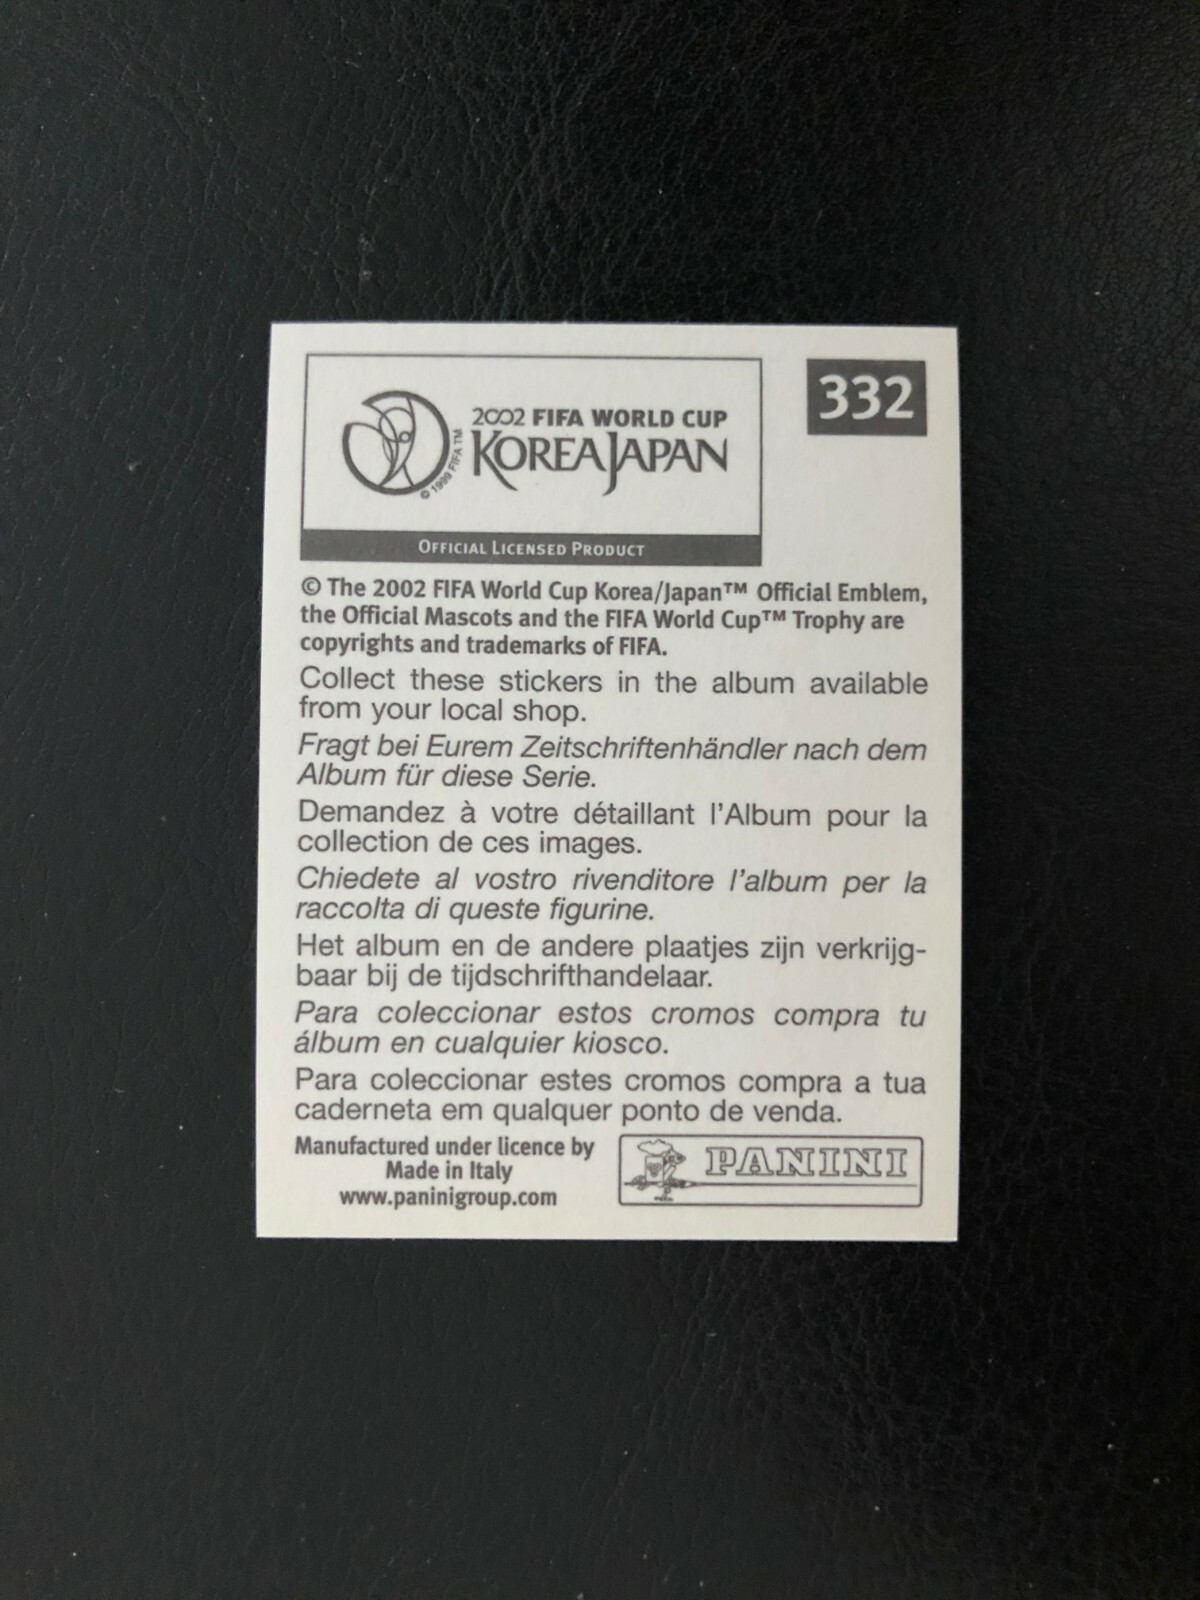 332
2002 FIFA WORLD CUP
KOREAJAPAN
© 1999 FIFA TM
OFFICIAL LICENSED PRODUCT
© The 2002 FIFA World Cup Korea/Japan™ Official Emblem,
the Official Mascots and the FIFA World Cup™ Trophy are
copyrights and trademarks of FIFA.
Collect these stickers in the album available
from your local shop.
Fragt bei Eurem Zeitschriftenhändler nach dem
Album für diese Serie.
Demandez à votre détaillant l'Album pour la
collection de ces images.
Chiedete al vostro rivenditore l'album per la
raccolta di queste figurine.
Het album en de andere plaatjes zijn verkrijg-
baar bij de tijdschrifthandelaar.
Para coleccionar estos cromos compra tu
álbum en cualquier kiosco.
Para coleccionar estes cromos compra a tua
caderneta em qualquer ponto de venda.
Manufactured under licence by
Made in Italy
www.paninigroup.com
PANINI